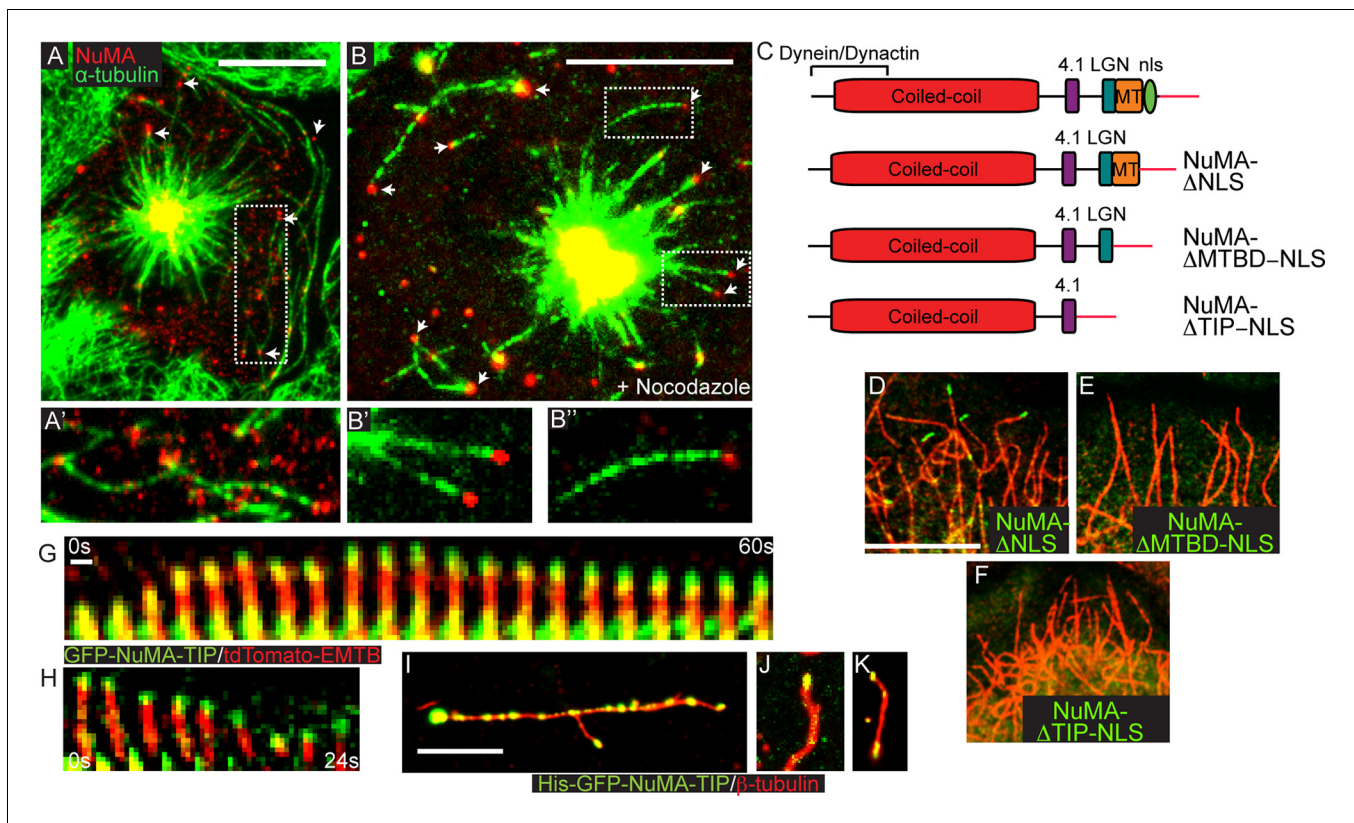 A
NuMA
α-tubulin
B
+ Nocodazole
A'
B'
B''
C Dynein/Dynactin
4.1 LGN nls
Coiled-coil
MT
4.1 LGN
Coiled-coil
MT
NuMA-
ΔNLS
4.1 LGN
Coiled-coil
NuMA-
ΔMTBD–NLS
4.1
Coiled-coil
NuMA-
ΔTIP–NLS
D
NuMA-
ΔNLS
E
NuMA-
ΔMTBD-NLS
F
NuMA-
ΔTIP-NLS
G
0s
60s
GFP-NuMA-TIP/tdTomato-EMTB
H
0s
24s
I
J
K
His-GFP-NuMA-TIP/β-tubulin